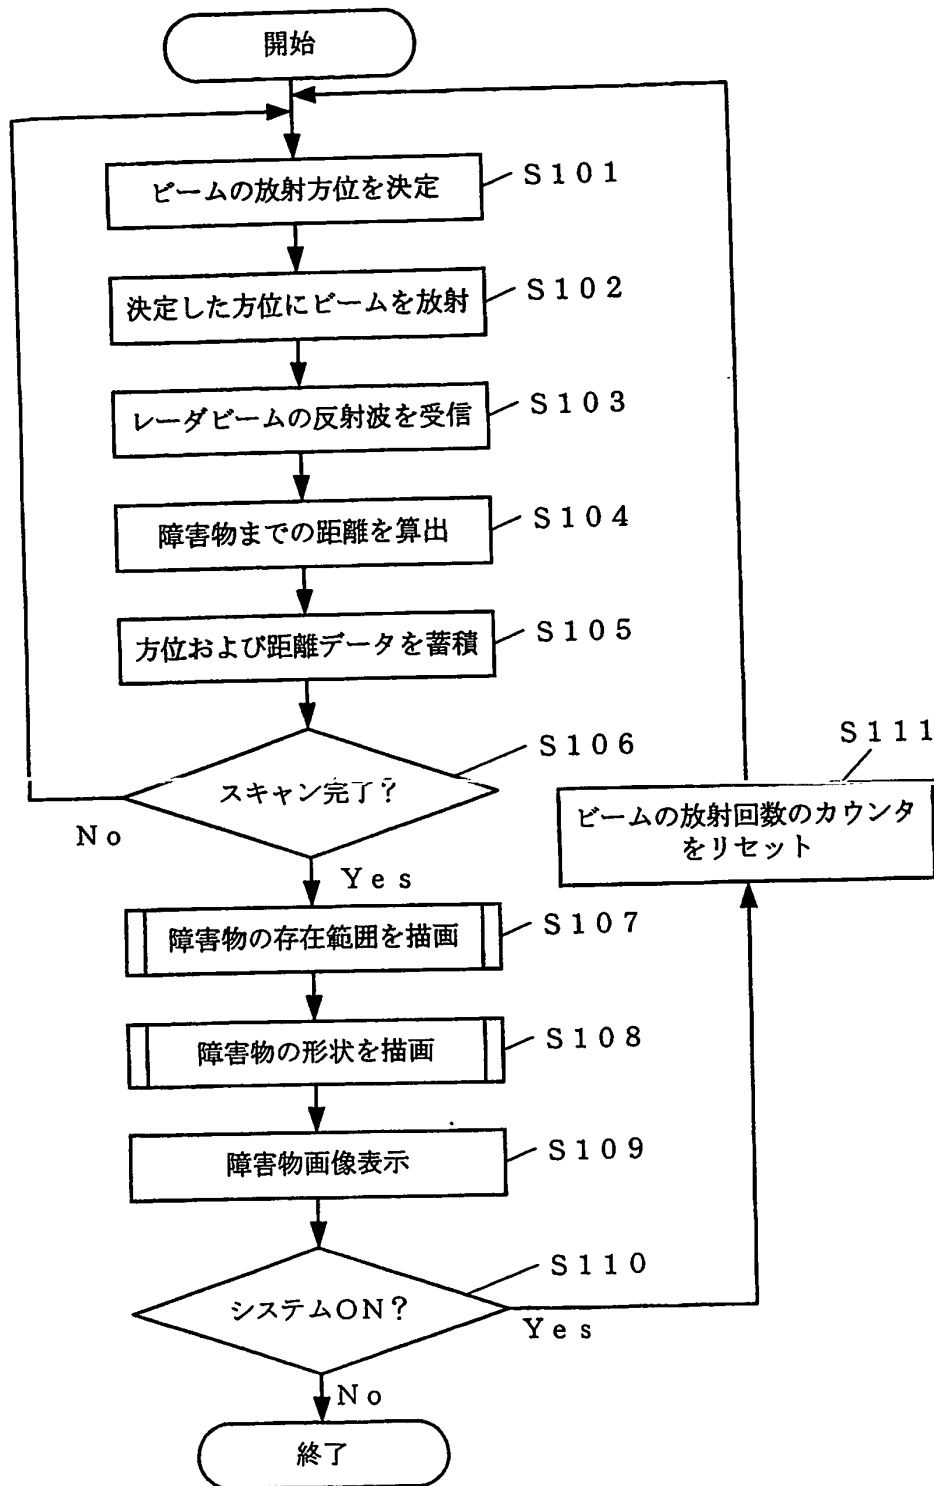 開始
ビームの放射方位を決定
S101
決定した方位にビームを放射
S102
レーダビームの反射波を受信
S103
障害物までの距離を算出
S104
方位および距離データを蓄積
S105
スキャン完了?
S106
No
Yes
障害物の存在範囲を描画
S107
障害物の形状を描画
S108
障害物画像表示
S109
システムON?
S110
Yes
No
終了
S111
ビームの放射回数のカウンタ
をリセット